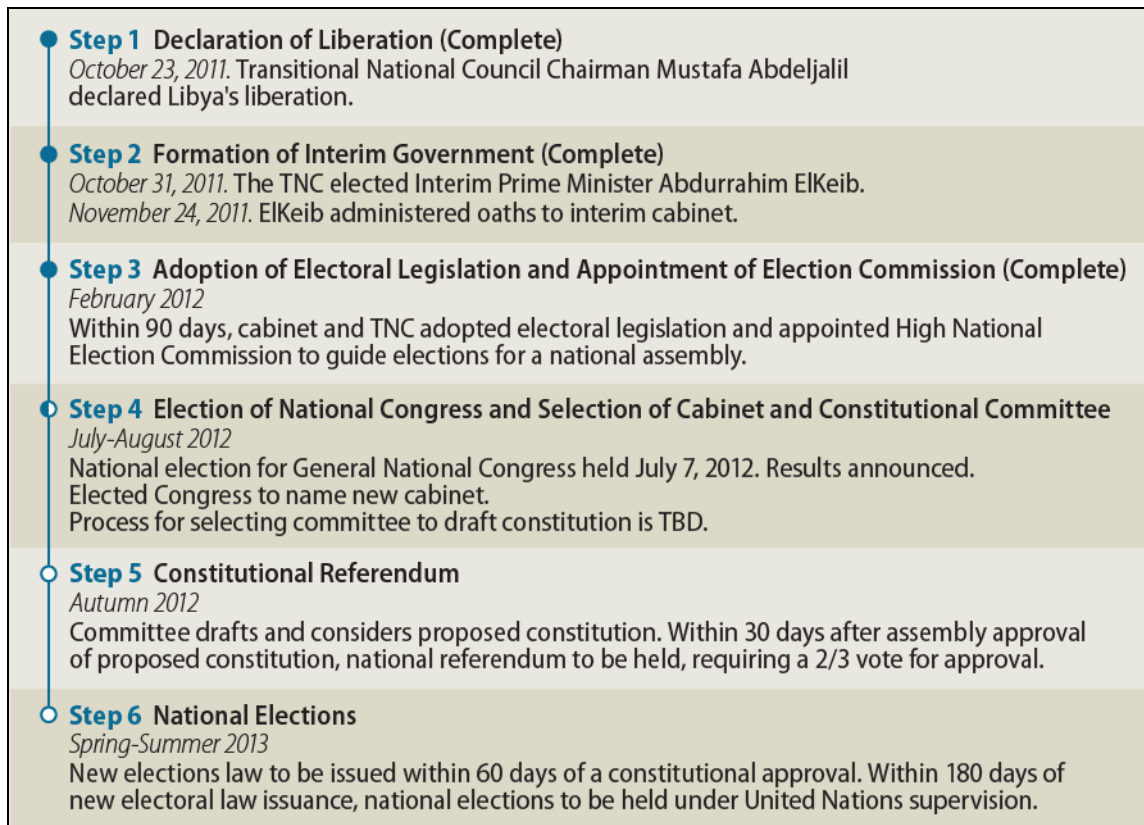 Step 1 Declaration of Liberation (Complete)
October 23, 2011. Transitional National Council Chairman Mustafa Abdeljalil
declared Libya's liberation.
Step 2 Formation of Interim Government (Complete)
October 31, 2011. The TNC elected Interim Prime Minister Abdurrahim ElKeib.
November 24, 2011. ElKeib administered oaths to interim cabinet.
Step 3 Adoption of Electoral Legislation and Appointment of Election Commission (Complete)
February 2012
Within 90 days, cabinet and TNC adopted electoral legislation and appointed High National
Election Commission to guide elections for a national assembly.
Step 4 Election of National Congress and Selection of Cabinet and Constitutional Committee
July-August 2012
National election for General National Congress held July 7, 2012. Results announced.
Elected Congress to name new cabinet.
Process for selecting committee to draft constitution is TBD.
Step 5 Constitutional Referendum
Autumn 2012
Committee drafts and considers proposed constitution. Within 30 days after assembly approval
of proposed constitution, national referendum to be held, requiring a 2/3 vote for approval.
Step 6 National Elections
Spring-Summer 2013
New elections law to be issued within 60 days of a constitutional approval. Within 180 days of
new electoral law issuance, national elections to be held under United Nations supervision.